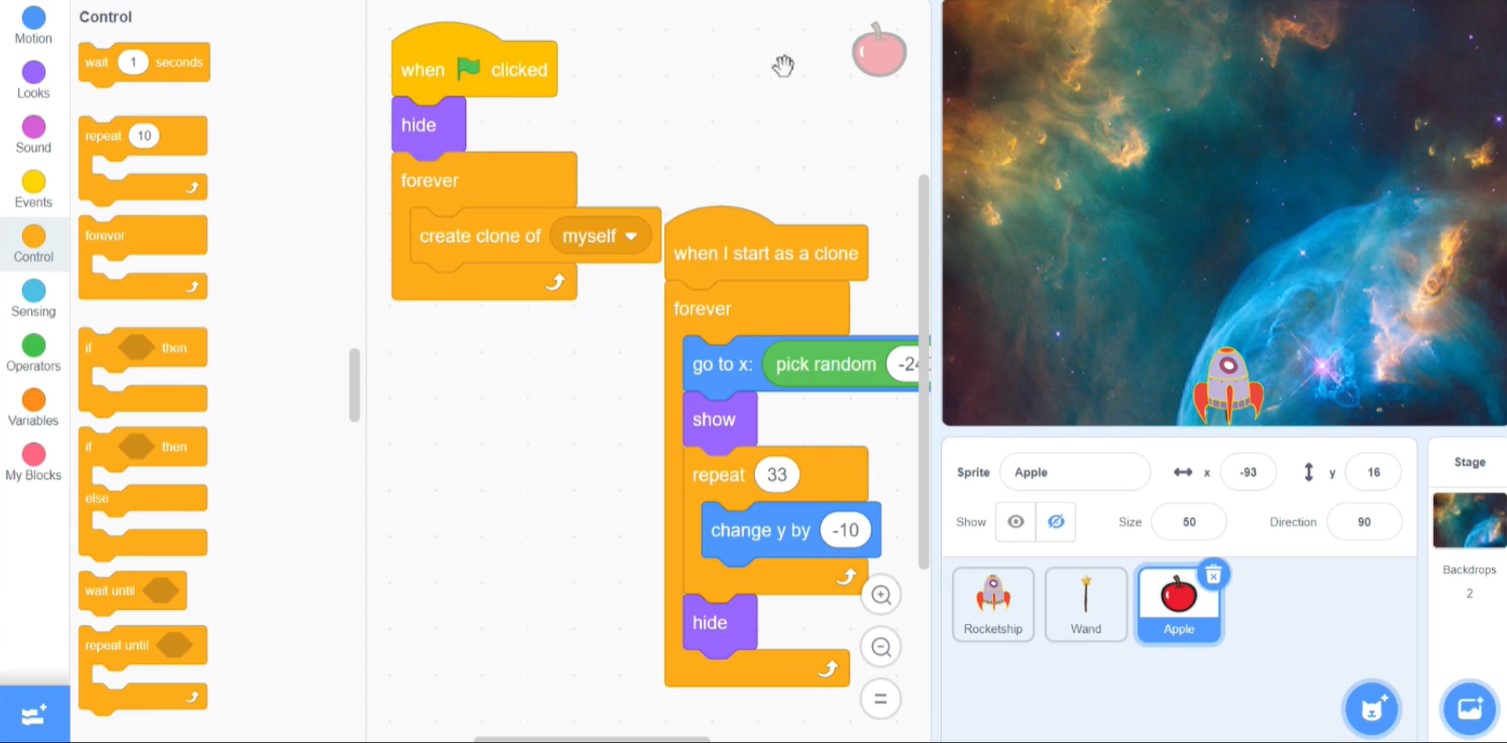 Motion
Looks
Sound
Events
Control
Sensing
Operators
Variables
My Blocks
Control
wait 1 seconds
repeat 10
forever
if then
if then
else
wait until
repeat until
when clicked
hide
forever
create clone of myself
when I start as a clone
forever
go to x: pick random -24
show
repeat 33
change y by -10
hide
Sprite Apple x -93 y 16
Show Size 50 Direction 90
Rocketship
Wand
Apple
Stage
Backdrops
2